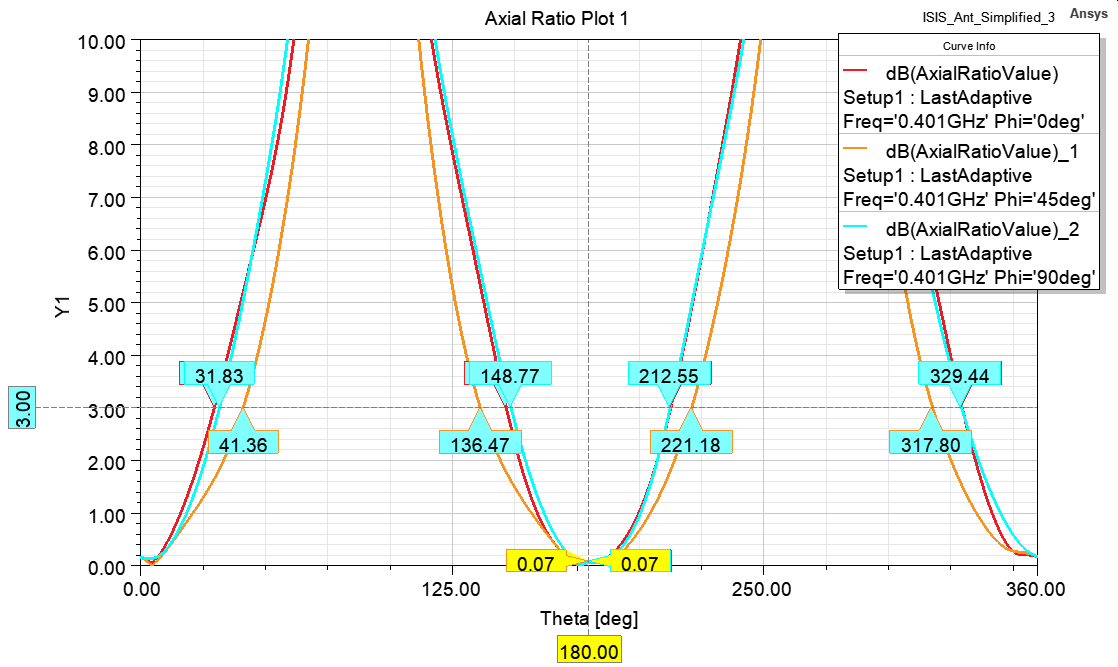 Axial Ratio Plot 1
ISIS_Ant_Simplified_3
Ansys
Curve Info
dB(AxialRatioValue)
Setup1 : LastAdaptive
Freq='0.401GHz' Phi='0deg'
dB(AxialRatioValue)_1
Setup1 : LastAdaptive
Freq='0.401GHz' Phi='45deg'
dB(AxialRatioValue)_2
Setup1 : LastAdaptive
Freq='0.401GHz' Phi='90deg'
10.00
9.00
8.00
7.00
6.00
5.00
4.00
3.00
2.00
1.00
0.00
Y1
3.00
31.83
148.77
212.55
329.44
41.36
136.47
221.18
317.80
0.07
0.07
0.00
125.00
250.00
360.00
Theta [deg]
180.00